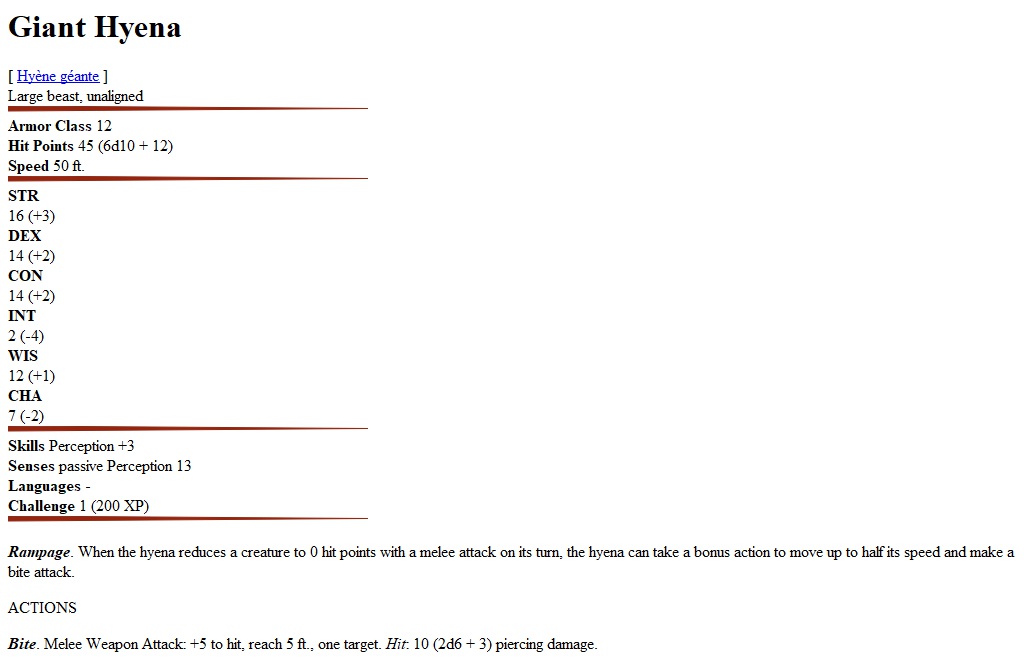 Giant Hyena
[ Hyène géante ]
Large beast, unaligned
Armor Class 12
Hit Points 45 (6d10 + 12)
Speed 50 ft.
STR
16 (+3)
DEX
14 (+2)
CON
14 (+2)
INT
2 (-4)
WIS
12 (+1)
CHA
7 (-2)
Skills Perception +3
Senses passive Perception 13
Languages -
Challenge 1 (200 XP)
Rampage. When the hyena reduces a creature to 0 hit points with a melee attack on its turn, the hyena can take a bonus action to move up to half its speed and make a
bite attack.
ACTIONS
Bite. Melee Weapon Attack: +5 to hit, reach 5 ft., one target. Hit: 10 (2d6 + 3) piercing damage.